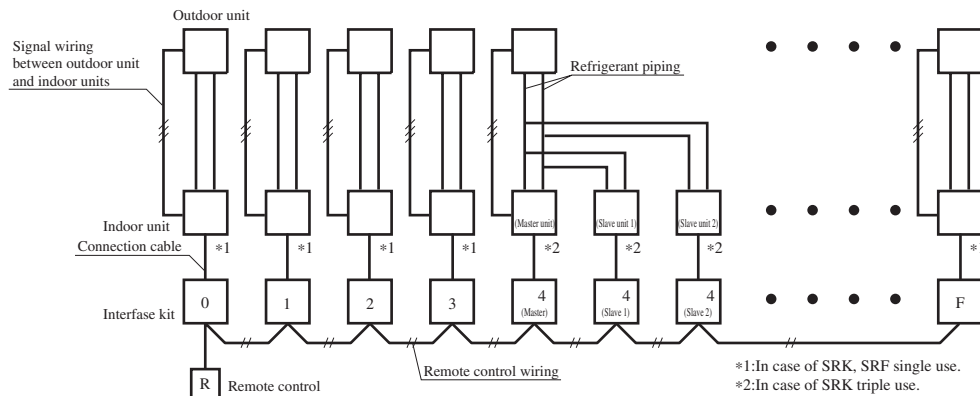 Outdoor unit
Signal wiring
between outdoor unit
and indoor units
Refrigerant piping
(Master unit)
(Slave unit 1)
(Slave unit 2)
Indoor unit
Connection cable
*1
*1
*1
*1
*2
*2
*2
*
Interfase kit
0
1
2
3
4
(Master)
4
(Slave 1)
4
(Slave 2)
F
R
Remote control
Remote control wiring
*1:In case of SRK, SRF single use.
*2:In case of SRK triple use.